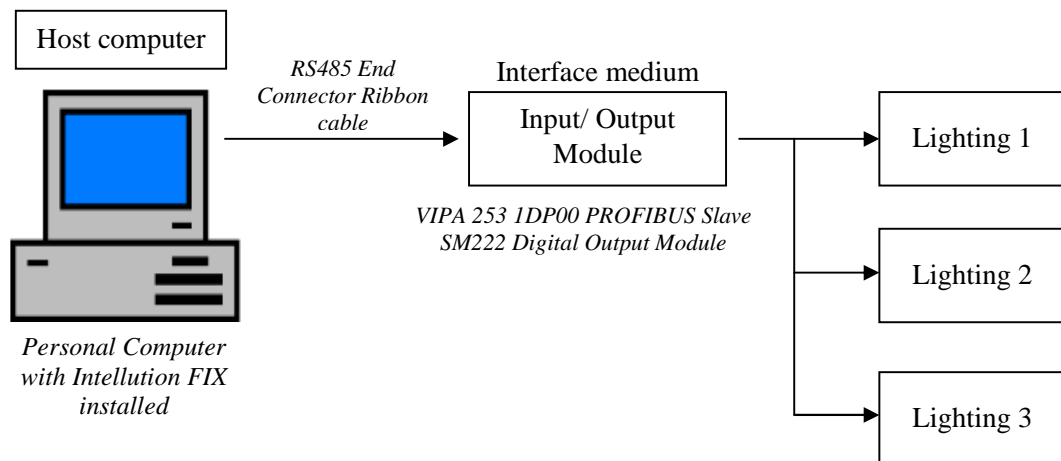 Host computer
RS485 End
Connector Ribbon
cable
Interface medium
Input/ Output
Module
VIPA 253 1DP00 PROFIBUS Slave
SM222 Digital Output Module
Lighting 1
Lighting 2
Lighting 3
Personal Computer
with Intellution FIX
installed